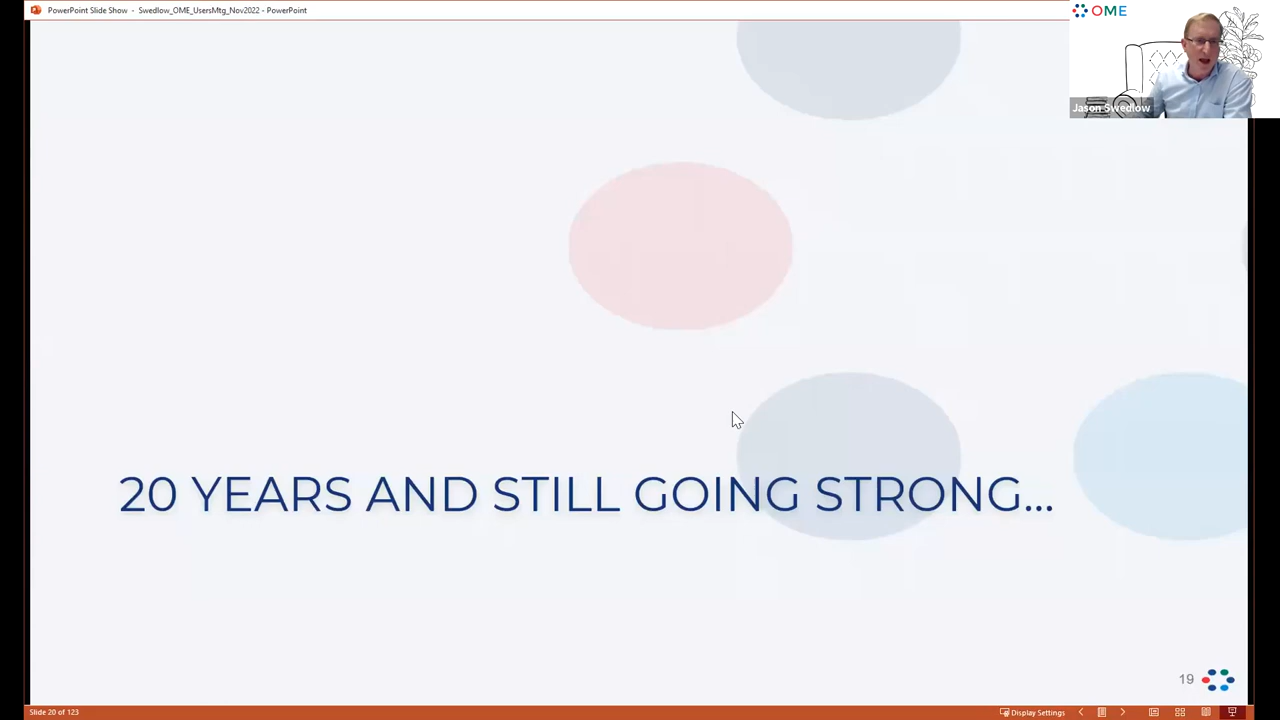 PowerPoint Slide Show - Swedlow_OME_UsersMtg_Nov2022 - PowerPoint
OME
Jason Swedlow
20 YEARS AND STILL GOING STRONG...
19
Slide 20 of 123
Display Settings